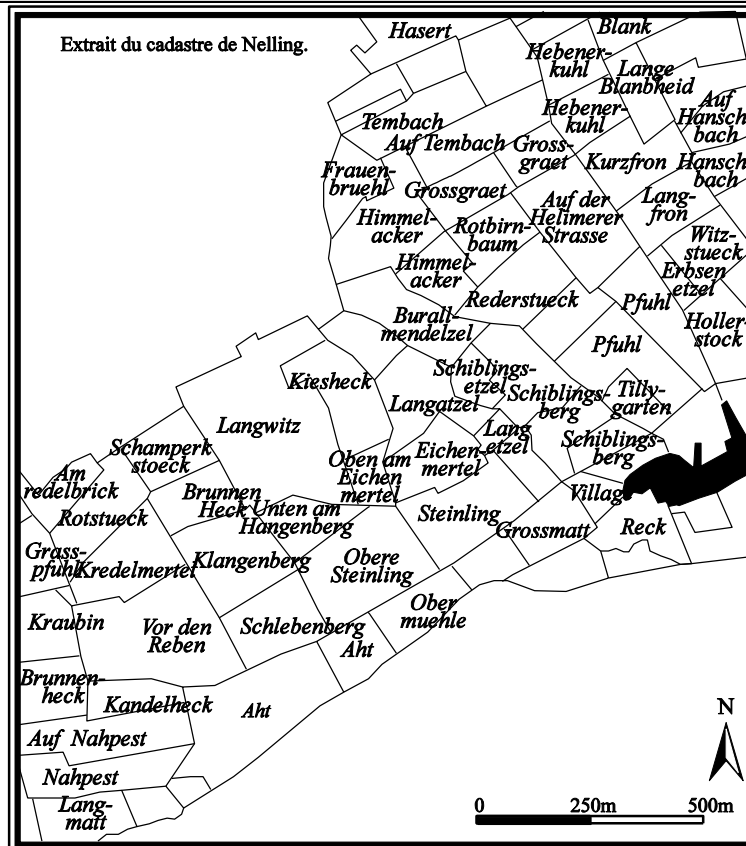 Extrait du cadastre de Nelling.
Hasert
Blank
Hebener-
kuhl
Lange
Blanbheid
Auf
Hansch
bach
Hebener-
kuhl
Tembach
Auf Tembach
Gross-
graet
Kurzfron
Hansch
bach
Frauen-
bruehl
Grossgraet
Lang-
fron
Himmel-
acker
Rotbirn-
baum
Auf der
Helimerer
Strasse
Witz-
stueck
Himmel-
acker
Erbsen
etzel
Rederstueck
Pfuhl
Holler-
stock
Burall-
mendelzel
Pfuhl
Schiblings-
etzel
Kiesheck
Schiblings-
berg
Tilly-
garten
Langatzel
Langwitz
Lang
etzel
Sehiblings-
berg
Schamperk
stoeck
Eichen-
mertel
Oben am
Eichen
mertel
Am
redelbrick
Brunnen
Heck
Village
Unten am
Hangenberg
Rotstueck
Steinling
Grossmatt
Reck
Grass-
pfuhl
Kredelmertel
Klangenberg
Obere
Steinling
Kraubin
Vor den
Reben
Schlebenberg
Ober
muehle
Aht
Brunnen-
heck
Kandelheck
Aht
Auf Nahpest
Nahpest
Lang-
matt
N
0 250m 500m